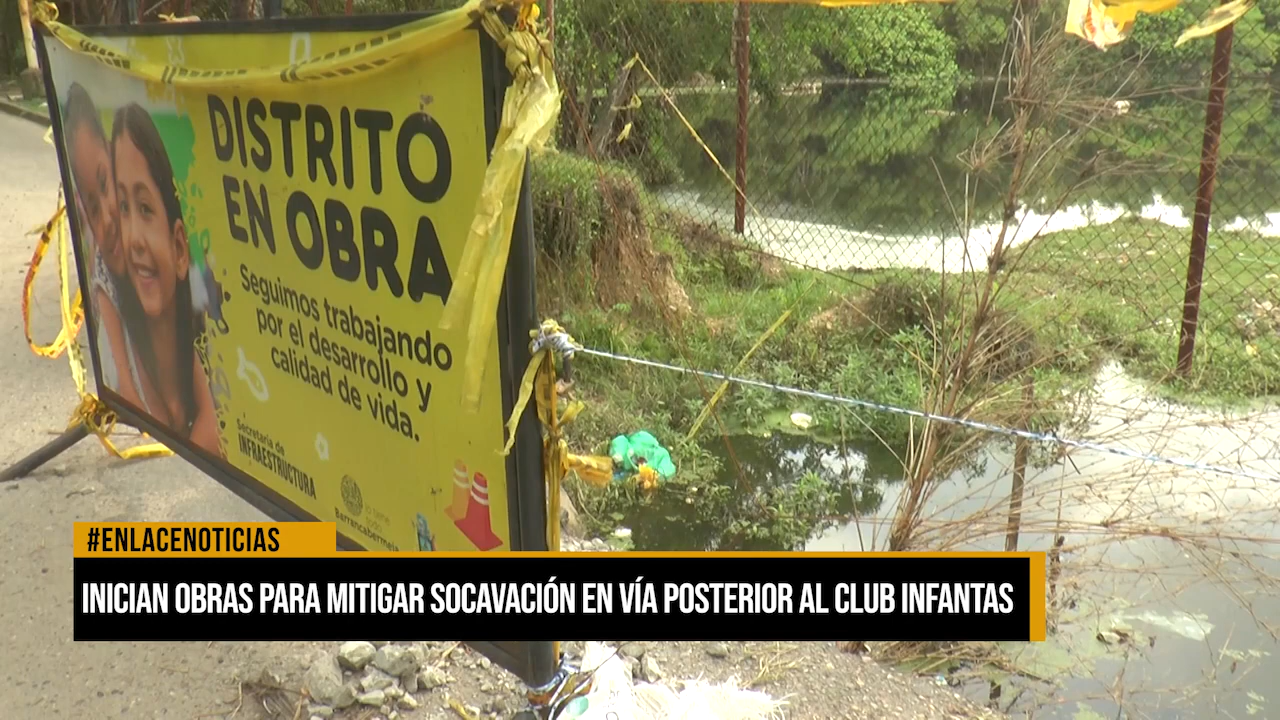 DISTRITO
EN OBRA
Seguimos trabajando
por el desarrollo y
calidad de vida.
Secretaría de
INFRAESTRUCTURA
Barrancabermeja
#ENLACENOTICIAS
INICIAN OBRAS PARA MITIGAR SOCAVACIÓN EN VÍA POSTERIOR AL CLUB INFANTAS